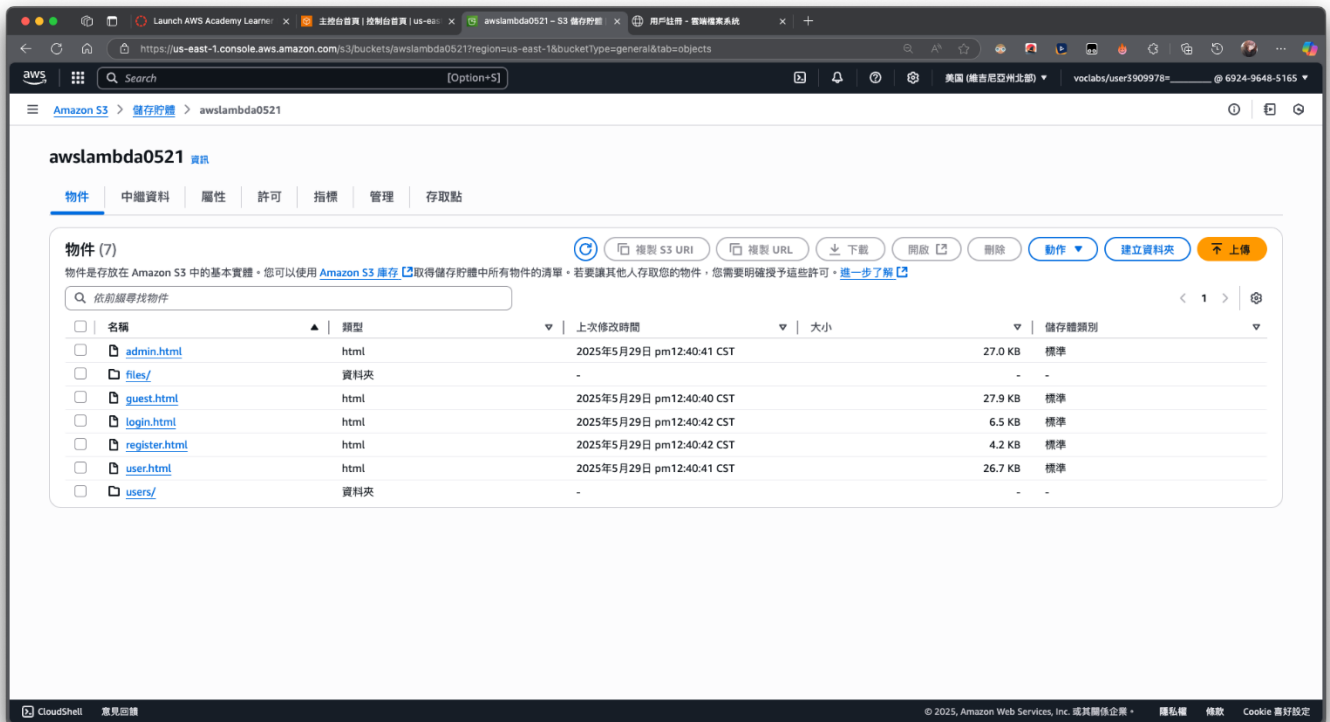 Launch AWS Academy Learner
主控台首頁 | 控制台首頁 | us-eas
awslambda0521 – S3 儲存貯體 |
用戶註冊 - 雲端檔案系統
https://us-east-1.console.aws.amazon.com/s3/buckets/awslambda0521?region=us-east-1&bucketType=general&tab=objects
aws Search [Option+S] 美國 (維吉尼亞州北部) voclabs/user3909978=________ @ 6924-9648-5165
Amazon S3 > 儲存貯體 > awslambda0521
awslambda0521 資訊
物件 中繼資料 屬性 許可 指標 管理 存取點
物件 (7) 複製 S3 URI 複製 URL 下載 開啟 刪除 動作 建立資料夾 上傳
物件是存放在 Amazon S3 中的基本實體。您可以使用 Amazon S3 庫存 取得儲存貯體中所有物件的清單。若要讓其他人存取您的物件，您需要明確授予這些許可。進一步了解
依前綴尋找物件 < 1 >
名稱 類型 上次修改時間 大小 儲存體類別
admin.html html 2025年5月29日 pm12:40:41 CST 27.0 KB 標準
files/ 資料夾 - - -
guest.html html 2025年5月29日 pm12:40:40 CST 27.9 KB 標準
login.html html 2025年5月29日 pm12:40:42 CST 6.5 KB 標準
register.html html 2025年5月29日 pm12:40:42 CST 4.2 KB 標準
user.html html 2025年5月29日 pm12:40:41 CST 26.7 KB 標準
users/ 資料夾 - - -
CloudShell 意見回饋 © 2025, Amazon Web Services, Inc. 或其關係企業。 隱私權 條款 Cookie 喜好設定